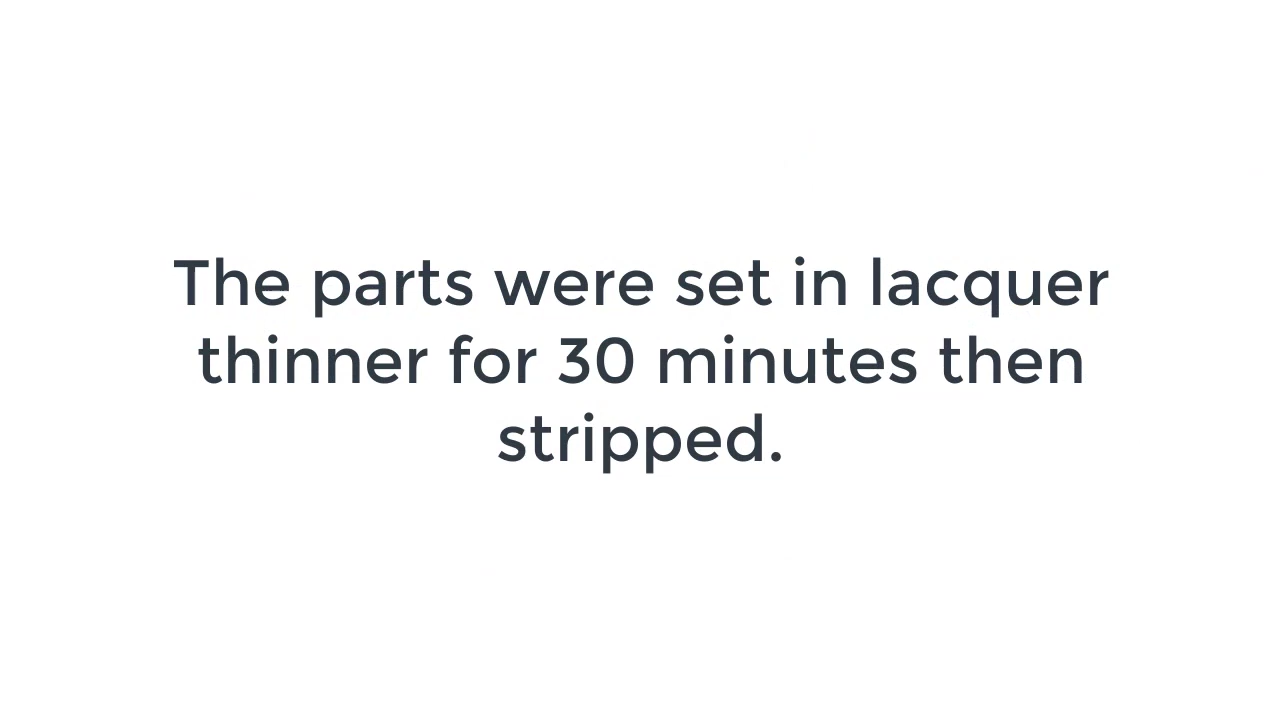 The parts were set in lacquer
thinner for 30 minutes then
stripped.